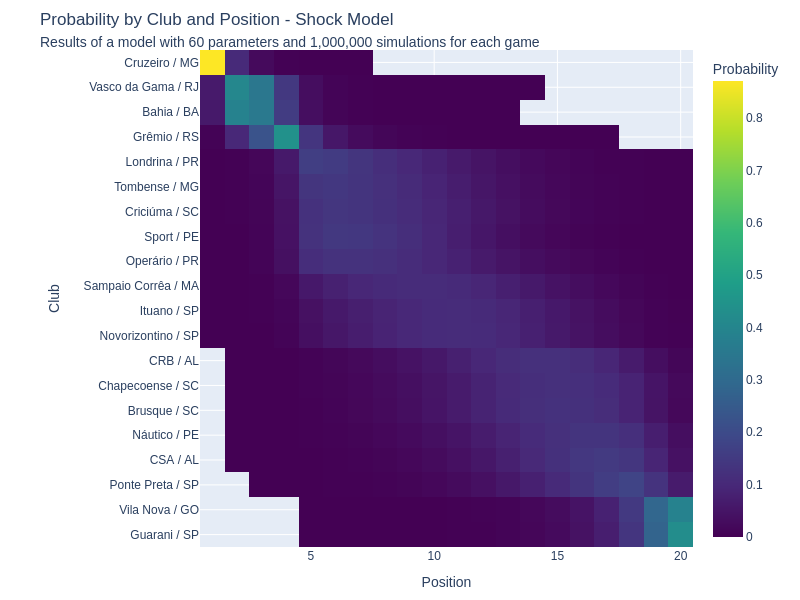 Probability by Club and Position - Shock Model
Results of a model with 60 parameters and 1,000,000 simulations for each game
Probability
Cruzeiro / MG
Vasco da Gama / RJ
Bahia / BA
Grêmio / RS
Londrina / PR
Tombense / MG
Criciúma / SC
Sport / PE
Operário / PR
Sampaio Corrêa / MA
Ituano / SP
Novorizontino / SP
CRB / AL
Chapecoense / SC
Brusque / SC
Náutico / PE
CSA / AL
Ponte Preta / SP
Vila Nova / GO
Guarani / SP
Club
5
10
15
20
Position
0.8
0.7
0.6
0.5
0.4
0.3
0.2
0.1
0